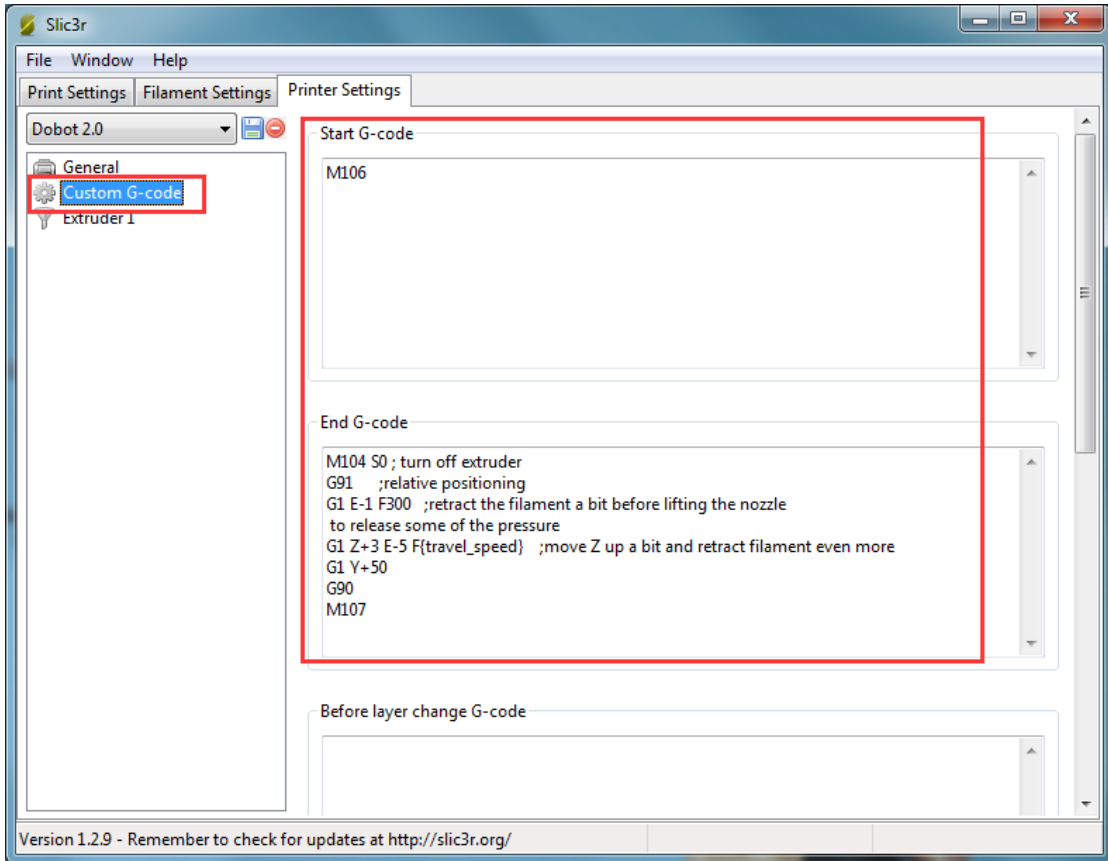 Slic3r
File Window Help
Print Settings Filament Settings Printer Settings
Dobot 2.0
General
Custom G-code
Extruder 1
Start G-code
M106
End G-code
M104 S0 ; turn off extruder
G91 ;relative positioning
G1 E-1 F300 ;retract the filament a bit before lifting the nozzle
to release some of the pressure
G1 Z+3 E-5 F{travel_speed} ;move Z up a bit and retract filament even more
G1 Y+50
G90
M107
Before layer change G-code
Version 1.2.9 - Remember to check for updates at http://slic3r.org/